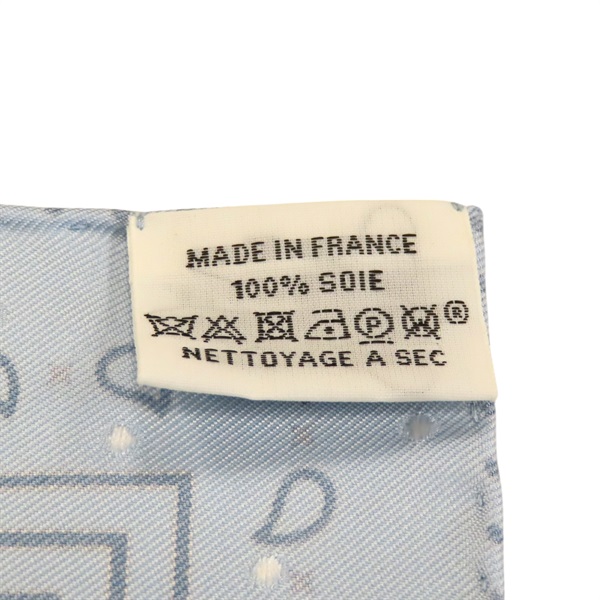 MADE IN FRANCE
100% SOIE
P W ®
NETTOYAGE A SEC